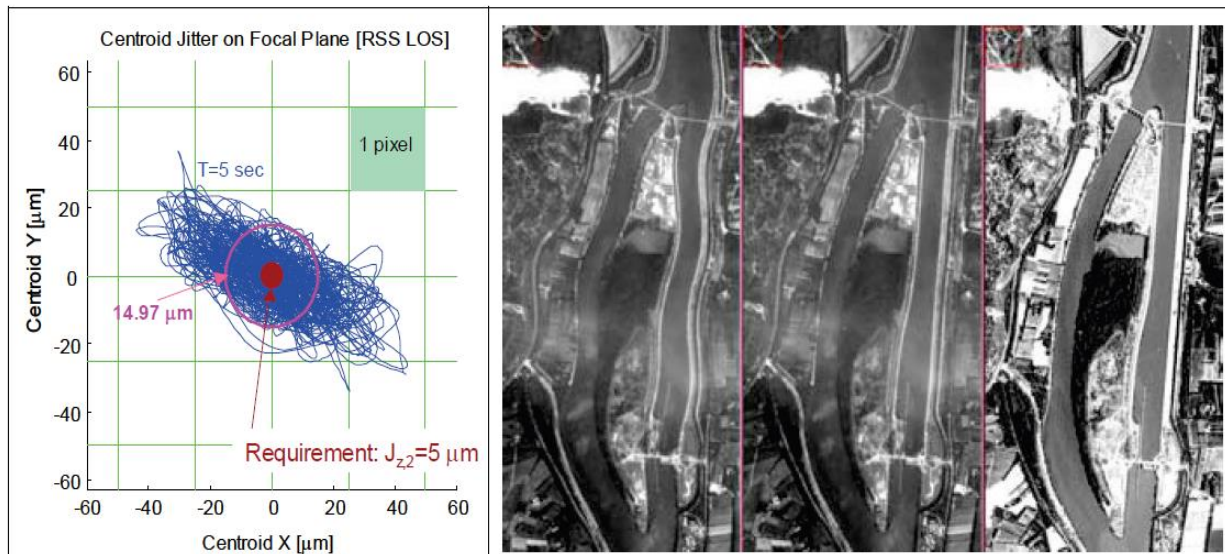 Centroid Jitter on Focal Plane [RSS LOS]
60
40
20
0
-20
-40
-60
Centroid Y [μm]
1 pixel
T=5 sec
14.97 μm
Requirement: J_{z,2}=5 μm
-60
-40
-20
0
20
40
60
Centroid X [μm]